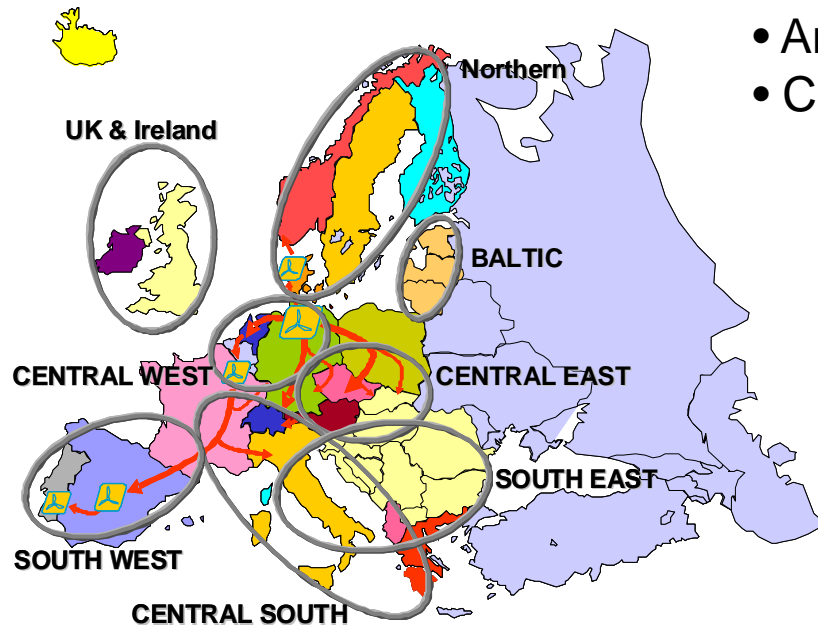 Northern
UK & Ireland
BALTIC
CENTRAL WEST
CENTRAL EAST
SOUTH EAST
SOUTH WEST
CENTRAL SOUTH